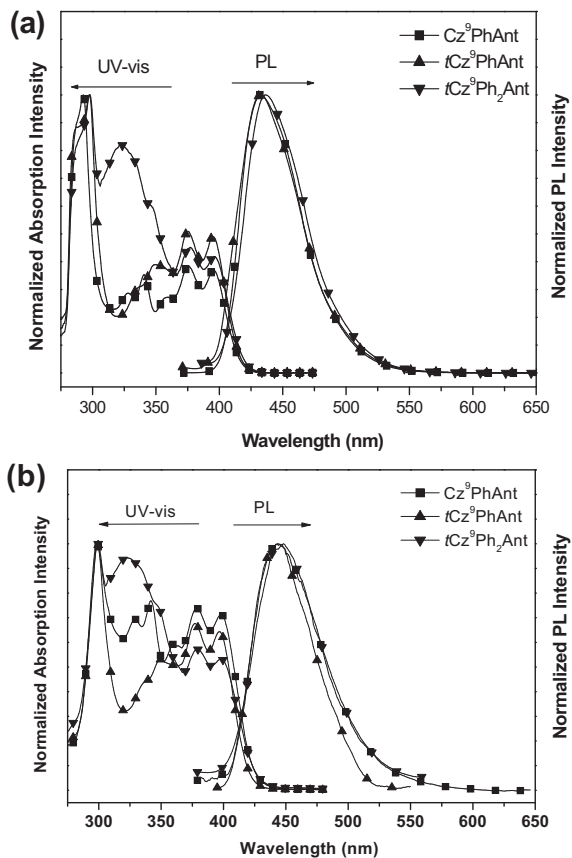 (a)
Cz⁹PhAnt
tCz⁹PhAnt
tCz⁹Ph₂Ant
UV-vis
PL
Normalized Absorption Intensity
Normalized PL Intensity
300 350 400 450 500 550 600 650
Wavelength (nm)
(b)
Cz⁹PhAnt
tCz⁹PhAnt
tCz⁹Ph₂Ant
UV-vis
PL
Normalized Absorption Intensity
Normalized PL Intensity
300 350 400 450 500 550 600 650
Wavelength (nm)